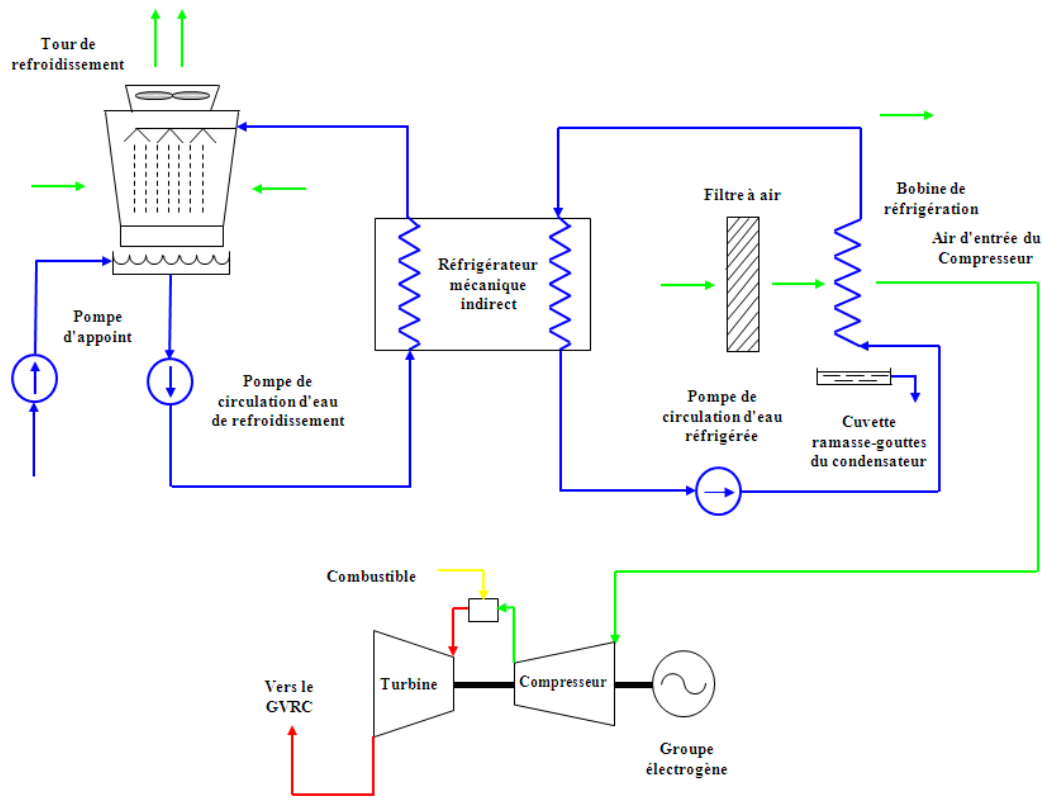 Tour de
refroidissement
Filtre à air
Bobine de
réfrigération
Air d'entrée du
Compresseur
Réfrigérateur
mécanique
indirect
Pompe
d'appoint
Pompe de
circulation d'eau
de refroidissement
Pompe de
circulation d'eau
réfrigérée
Cuvette
ramasse-gouttes
du condensateur
Combustible
Turbine
Compresseur
Vers le
GVRC
Groupe
électrogène